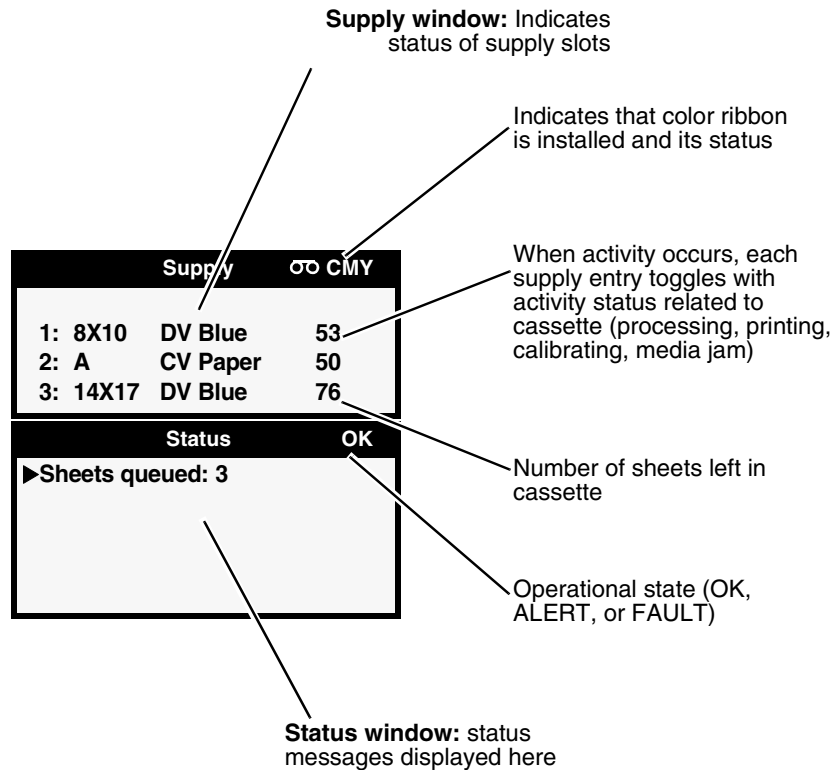 Supply window: Indicates
status of supply slots
Indicates that color ribbon
is installed and its status
Supply CMY
When activity occurs, each
supply entry toggles with
activity status related to
cassette (processing, printing,
calibrating, media jam)
1: 8X10 DV Blue 53
2: A CV Paper 50
3: 14X17 DV Blue 76
Status OK
▶Sheets queued: 3
Number of sheets left in
cassette
Operational state (OK,
ALERT, or FAULT)
Status window: status
messages displayed here